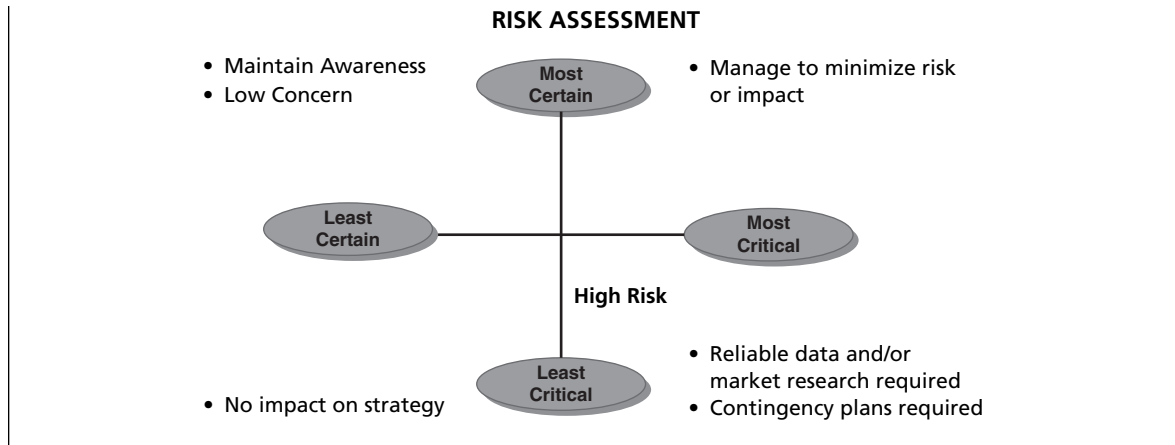 RISK ASSESSMENT
• Maintain Awareness
• Low Concern
Most
Certain
• Manage to minimize risk
or impact
Least
Certain
Most
Critical
High Risk
Least
Critical
• No impact on strategy
• Reliable data and/or
market research required
• Contingency plans required